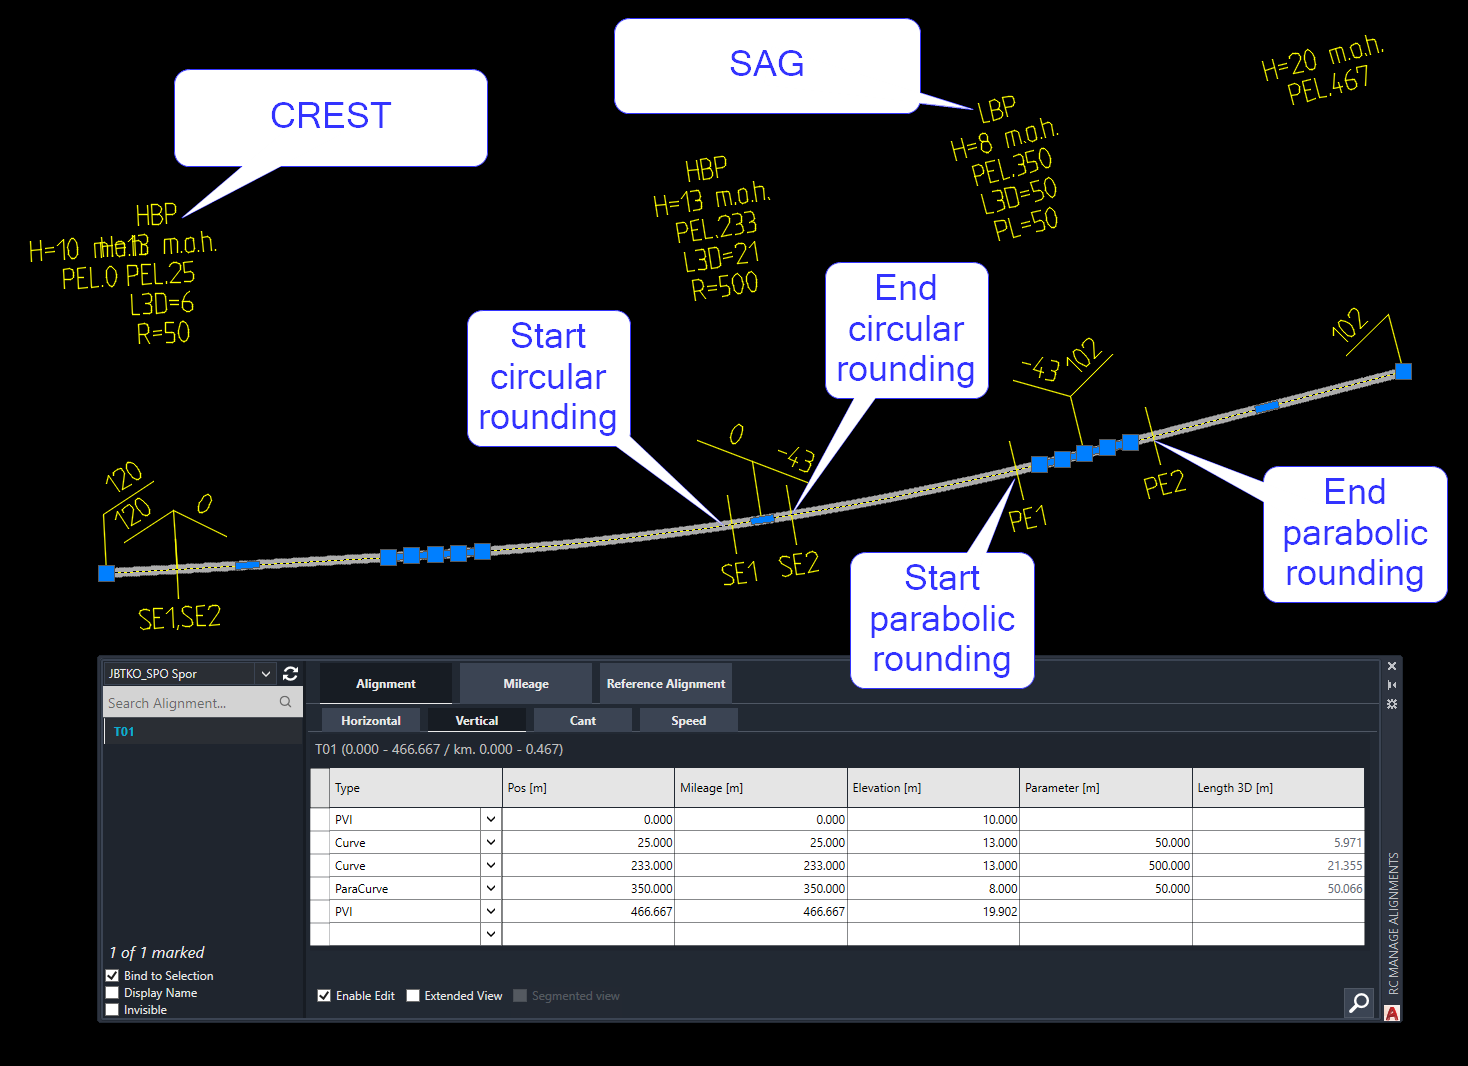 CREST
SAG
H=20 m.o.h.
PEL.467
LBP
H=8 m.o.h.
PEL.350
L3D=50
PL=50
HBP
H=13 m.o.h.
PEL.233
L3D=21
R=500
HBP
H=10 m.o.h. H=13 m.o.h.
PEL.0 PEL.25
L3D=6
R=50
Start
circular
rounding
End
circular
rounding
102
-43 102
0
-43
120
120
0
SE1,SE2
SE1 SE2
PE1
PE2
Start
parabolic
rounding
End
parabolic
rounding
JBTKO_SPO Spor
Search Alignment...
T01
Alignment Mileage Reference Alignment
Horizontal Vertical Cant Speed
T01 (0.000 - 466.667 / km. 0.000 - 0.467)
Type Pos [m] Mileage [m] Elevation [m] Parameter [m] Length 3D [m]
PVI 0.000 0.000 10.000
Curve 25.000 25.000 13.000 50.000 5.971
Curve 233.000 233.000 13.000 500.000 21.355
ParaCurve 350.000 350.000 8.000 50.000 50.066
PVI 466.667 466.667 19.902
1 of 1 marked
Bind to Selection
Display Name
Invisible
Enable Edit Extended View Segmented view
RC MANAGE ALIGNMENTS
A